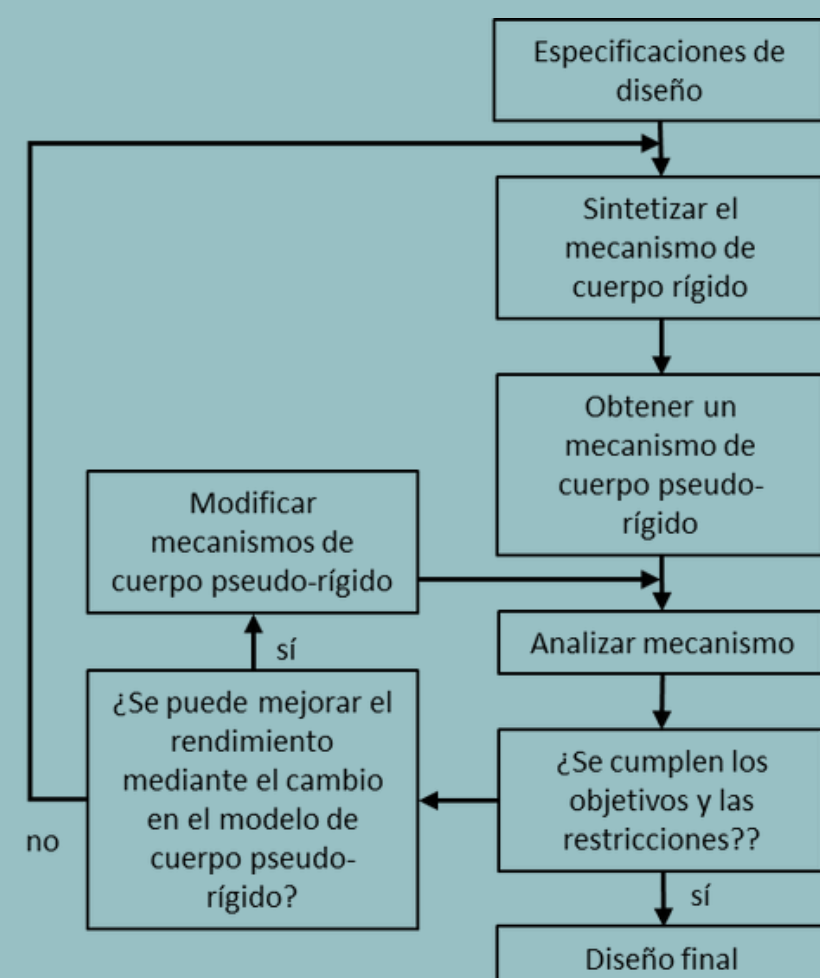 Especificaciones de
diseño
Sintetizar el
mecanismo de
cuerpo rígido
Obtener un
mecanismo de
cuerpo pseudo-
rígido
Modificar
mecanismos de
cuerpo pseudo-rígido
Analizar mecanismo
sí
¿Se puede mejorar el
rendimiento
mediante el cambio
en el modelo de
cuerpo pseudo-
rígido?
¿Se cumplen los
objetivos y las
restricciones??
no
sí
Diseño final